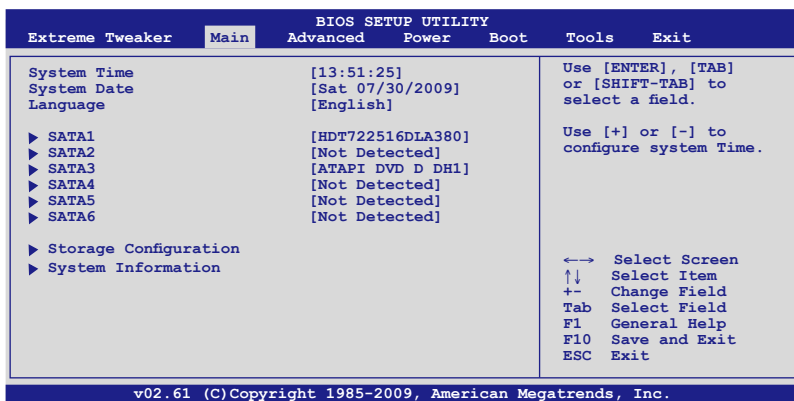 BIOS SETUP UTILITY
Extreme Tweaker Main Advanced Power Boot Tools Exit
System Time [13:51:25]
System Date [Sat 07/30/2009]
Language [English]
▶ SATA1 [HDT722516DLA380]
▶ SATA2 [Not Detected]
▶ SATA3 [ATAPI DVD D DH1]
▶ SATA4 [Not Detected]
▶ SATA5 [Not Detected]
▶ SATA6 [Not Detected]
▶ Storage Configuration
▶ System Information
Use [ENTER], [TAB]
or [SHIFT-TAB] to
select a field.
Use [+] or [-] to
configure system Time.
←→ Select Screen
↑↓ Select Item
+- Change Field
Tab Select Field
F1 General Help
F10 Save and Exit
ESC Exit
v02.61 (C)Copyright 1985-2009, American Megatrends, Inc.